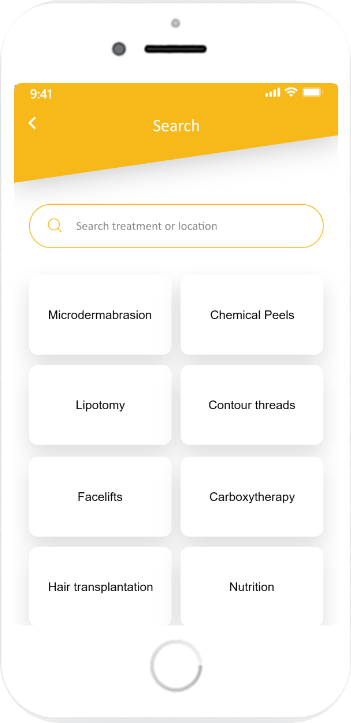 9:41
Search
Search treatment or location
Microdermabrasion
Chemical Peels
Lipotomy
Contour threads
Facelifts
Carboxytherapy
Hair transplantation
Nutrition